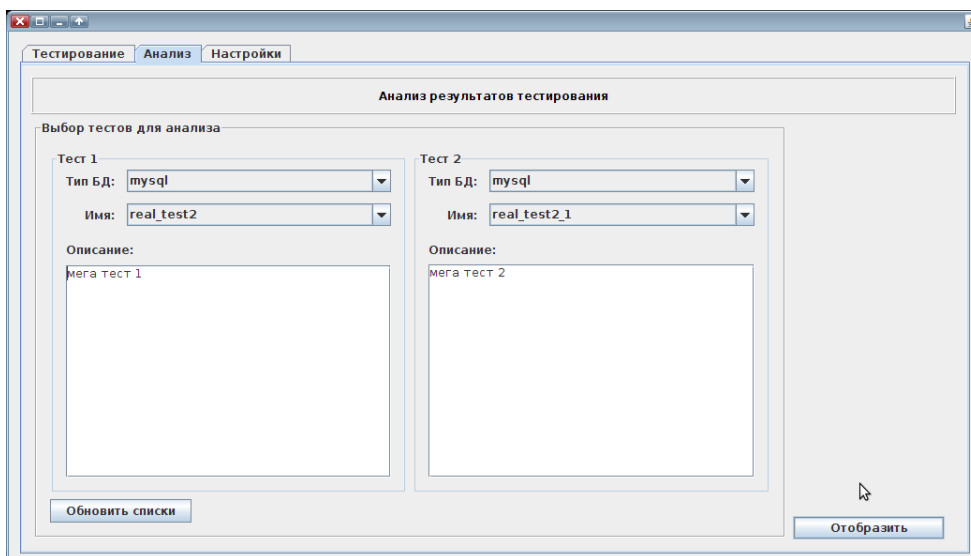 Тестирование Анализ Настройки
Анализ результатов тестирования
Выбор тестов для анализа
Тест 1
Тип БД: mysql
Имя: real_test2
Описание:
мега тест 1
Тест 2
Тип БД: mysql
Имя: real_test2_1
Описание:
мега тест 2
Обновить списки
Отобразить